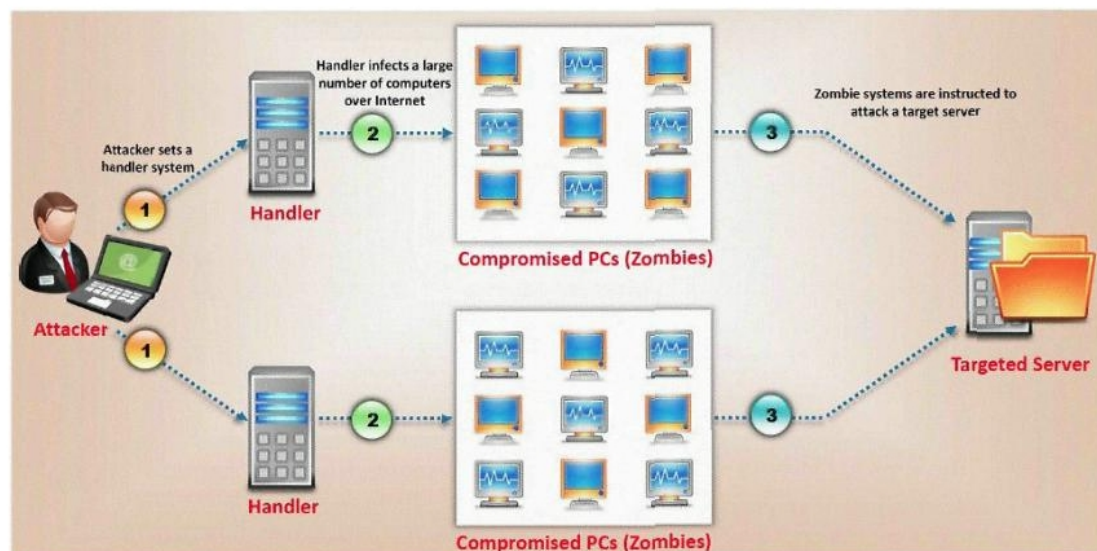 Handler infects a large
number of computers
over Internet
Zombie systems are instructed to
attack a target server
Attacker sets a
handler system
1
2
3
Handler
Compromised PCs (Zombies)
@
Attacker
Targeted Server
1
2
3
Handler
Compromised PCs (Zombies)